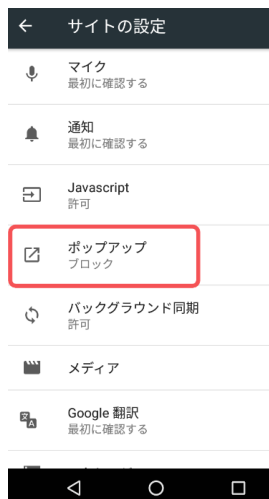 サイトの設定
マイク
最初に確認する
通知
最初に確認する
Javascript
許可
ポップアップ
ブロック
バックグラウンド同期
許可
メディア
Google 翻訳
最初に確認する